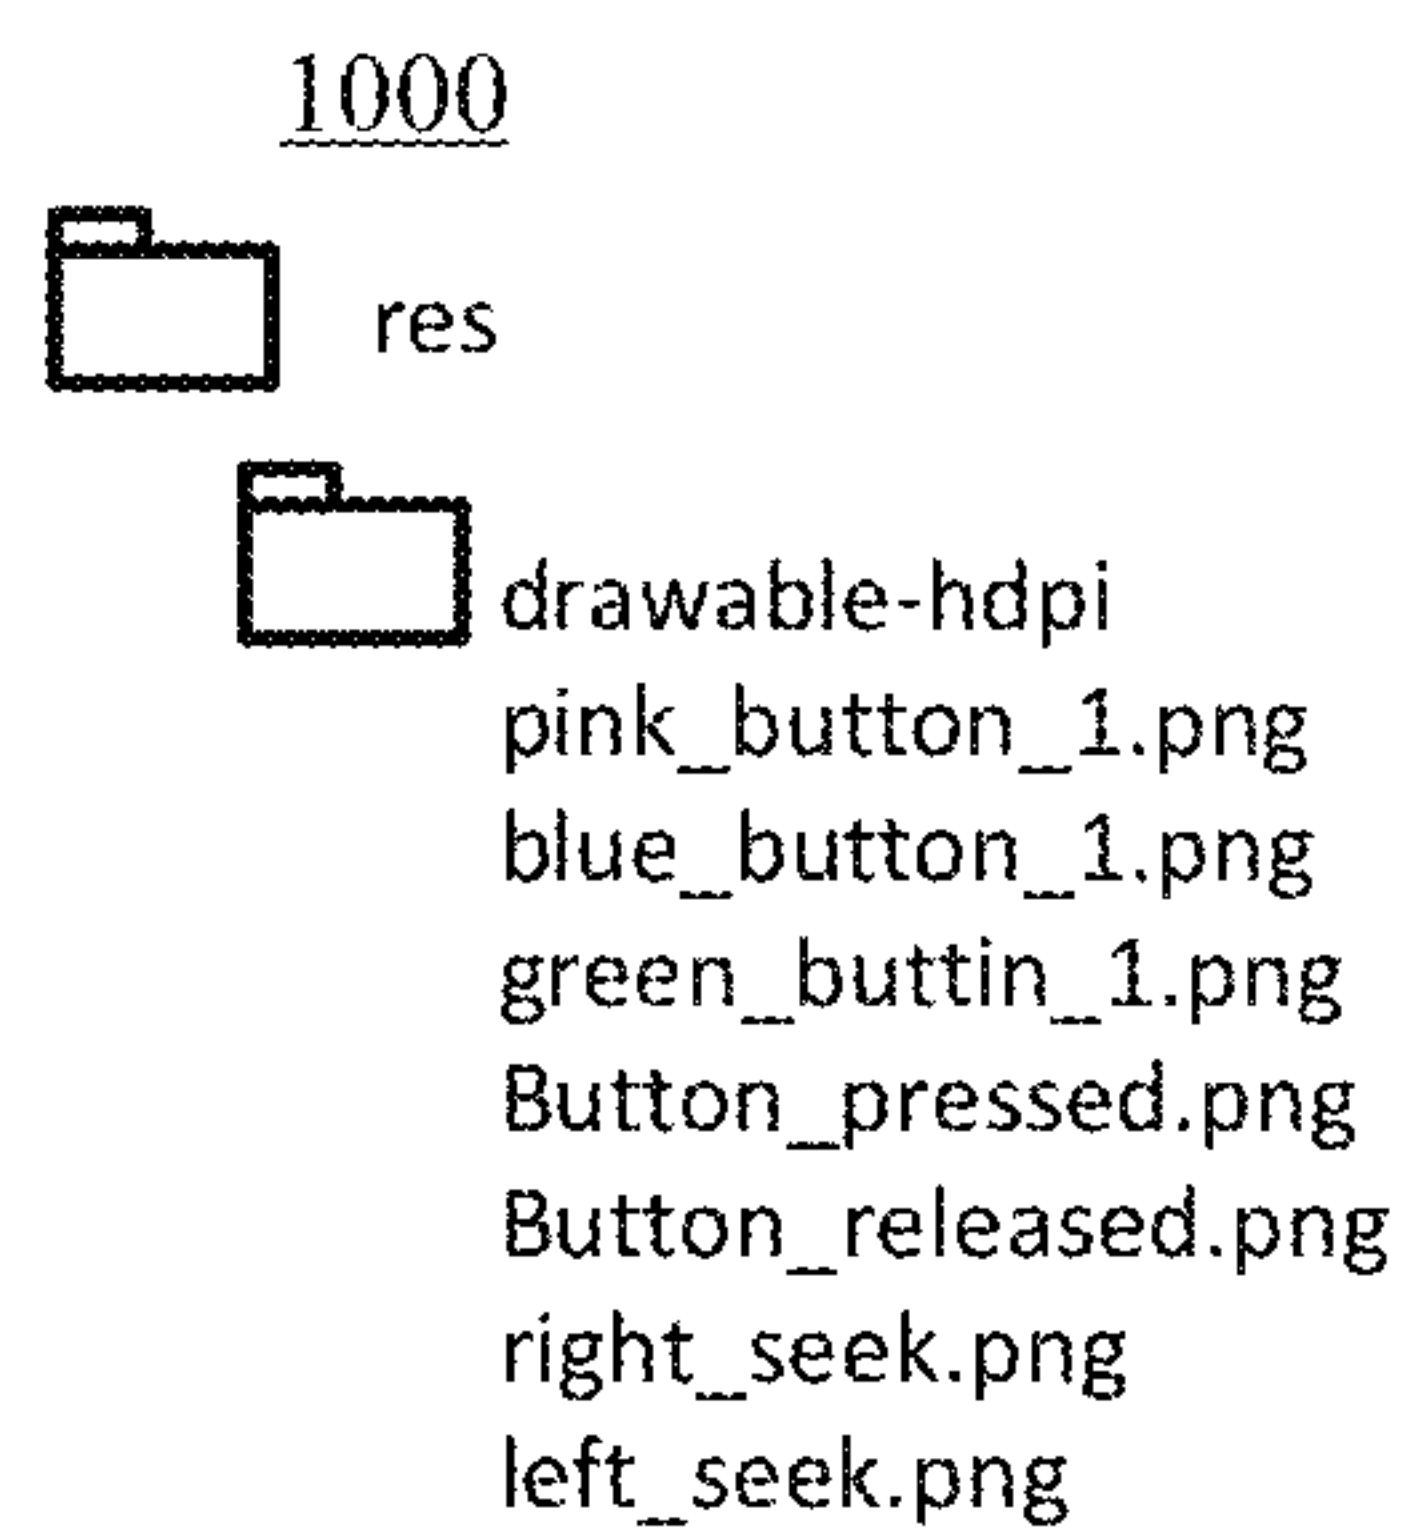 1000
res
drawable-hdpi
pink_button_1.png
blue_button_1.png
green_buttin_1.png
Button_pressed.png
Button_released.png
right_seek.png
left_seek.png